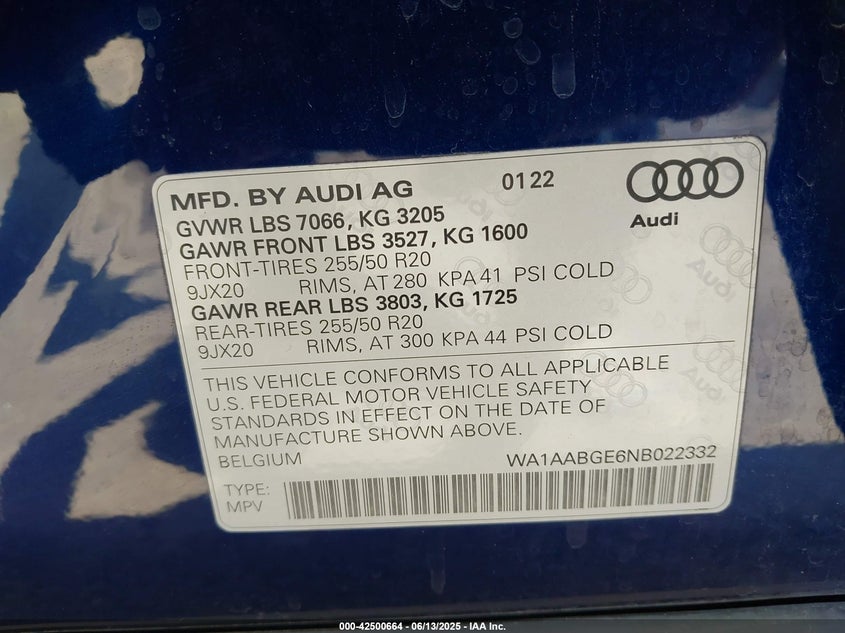 MFD. BY AUDI AG 0122
Audi
GVWR LBS 7066, KG 3205
GAWR FRONT LBS 3527, KG 1600
FRONT-TIRES 255/50 R20
9JX20 RIMS, AT 280 KPA 41 PSI COLD
GAWR REAR LBS 3803, KG 1725
REAR-TIRES 255/50 R20
9JX20 RIMS, AT 300 KPA 44 PSI COLD
THIS VEHICLE CONFORMS TO ALL APPLICABLE
U.S. FEDERAL MOTOR VEHICLE SAFETY
STANDARDS IN EFFECT ON THE DATE OF
MANUFACTURE SHOWN ABOVE.
BELGIUM WA1AABGE6NB022332
TYPE:
MPV
000-42500664 - 06/13/2025 - IAA Inc.